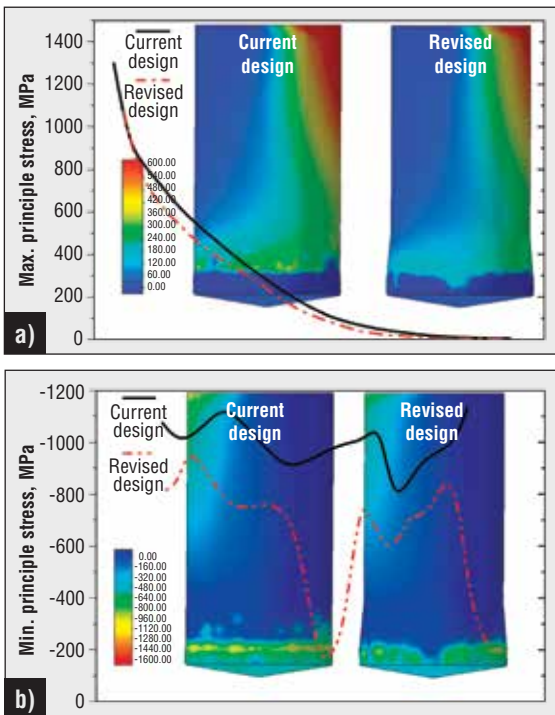 1400
1200
1000
800
600
400
200
0
Max. principle stress, MPa
Current
design
Revised
design
Current
design
Revised
design
600.00
540.00
480.00
420.00
360.00
300.00
240.00
180.00
120.00
60.00
0.00
a)
-1200
-1000
-800
-600
-400
-200
0
Min. principle stress, MPa
Current
design
Revised
design
Current
design
Revised
design
0.00
-160.00
-320.00
-480.00
-640.00
-800.00
-960.00
-1120.00
-1280.00
-1440.00
-1600.00
b)